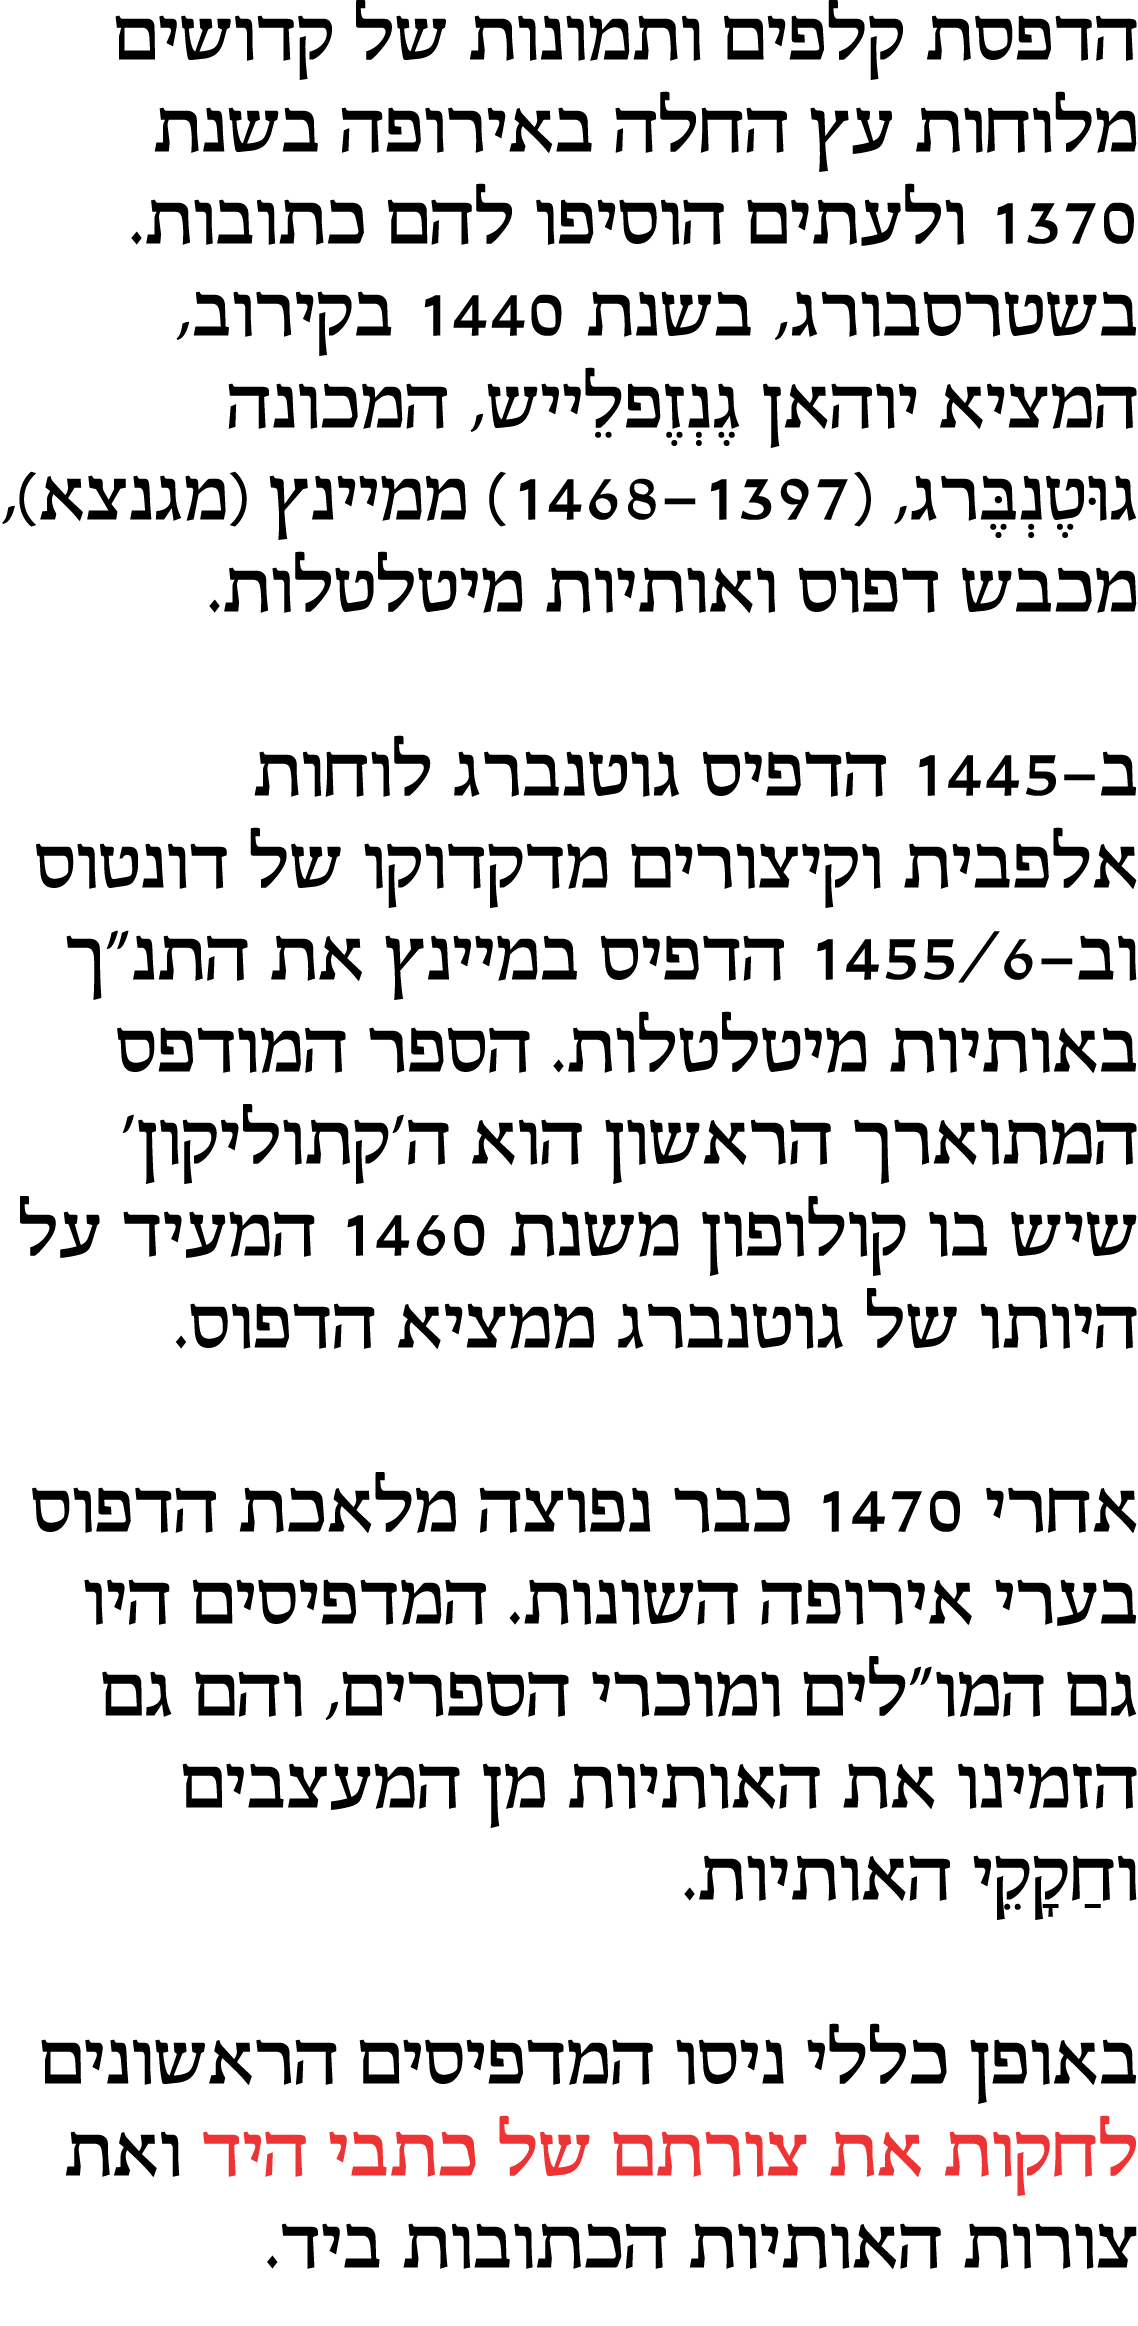 הדפסת קלפים ותמונות של קדושים
מלוחות עץ החלה באירופה בשנת
1370 ולעתים הוסיפו להם כתובות.
בשטרסבורג, בשנת 1440 בקירוב,
המציא יוהאן גֶנְזֶפלֵייש, המכונה
גוּטֶנְבֶּרג, (1397–1468) ממיינץ (מגנצא),
מכבש דפוס ואותיות מיטלטלות.

ב–1445 הדפיס גוטנברג לוחות
אלפבית וקיצורים מדקדוקו של דונטוס
וב–1455/6 הדפיס במיינץ את התנ״ך
באותיות מיטלטלות. הספר המודפס
המתוארך הראשון הוא ה׳קתוליקון׳
שיש בו קולופון משנת 1460 המעיד על
היותו של גוטנברג ממציא הדפוס.

אחרי 1470 כבר נפוצה מלאכת הדפוס
בערי אירופה השונות. המדפיסים היו
גם המו״לים ומוכרי הספרים, והם גם
הזמינו את האותיות מן המעצבים
וחַקָקֵי האותיות.

באופן כללי ניסו המדפיסים הראשונים
לחקות את צורתם של כתבי היד ואת
צורות האותיות הכתובות ביד.